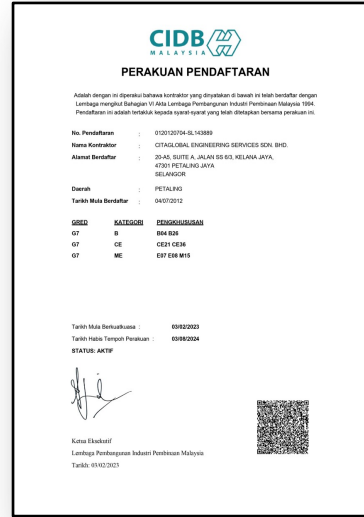 CIDB
MALAYSIA
PERAKUAN PENDAFTARAN
Adalah dengan ini diperakui bahawa kontraktor yang dinyatakan di bawah ini telah berdaftar dengan
Lembaga mengikut Bahagian VI Akta Lembaga Pembangunan Industri Pembinaan Malaysia 1994.
Pendaftaran ini adalah tertakluk kepada syarat-syarat yang telah ditetapkan bersama perakuan ini.
No. Pendaftaran : 0120120704-SL143889
Nama Kontraktor : CITAGLOBAL ENGINEERING SERVICES SDN. BHD.
Alamat Berdaftar : 20-A5, SUITE A, JALAN SS 6/3, KELANA JAYA,
47301 PETALING JAYA
SELANGOR
Daerah : PETALING
Tarikh Mula Berdaftar : 04/07/2012
GRED KATEGORI PENGKHUSUSAN
G7 B B04 B26
G7 CE CE21 CE36
G7 ME E07 E08 M15
Tarikh Mula Berkuatkuasa : 03/02/2023
Tarikh Habis Tempoh Perakuan : 03/08/2024
STATUS: AKTIF
Ketua Eksekutif
Lembaga Pembangunan Industri Pembinaan Malaysia
Tarikh: 03/02/2023